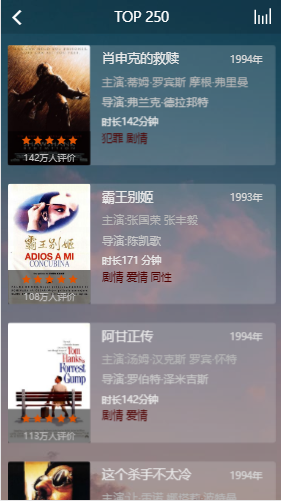 TOP 250
肖申克的救赎 1994年
主演:蒂姆·罗宾斯 摩根·弗里曼
导演:弗兰克·德拉邦特
时长142分钟
犯罪 剧情
142万人评价
霸王别姬 1993年
主演:张国荣 张丰毅
导演:陈凯歌
时长171 分钟
剧情 爱情 同性
霸王别姬
ADIOS A MI
CONCUBINA
108万人评价
阿甘正传 1994年
主演:汤姆·汉克斯 罗宾·怀特
导演:罗伯特·泽米吉斯
时长142分钟
剧情 爱情
Tom
Hanks
Forrest
Gump
113万人评价
这个杀手不太冷 1994年